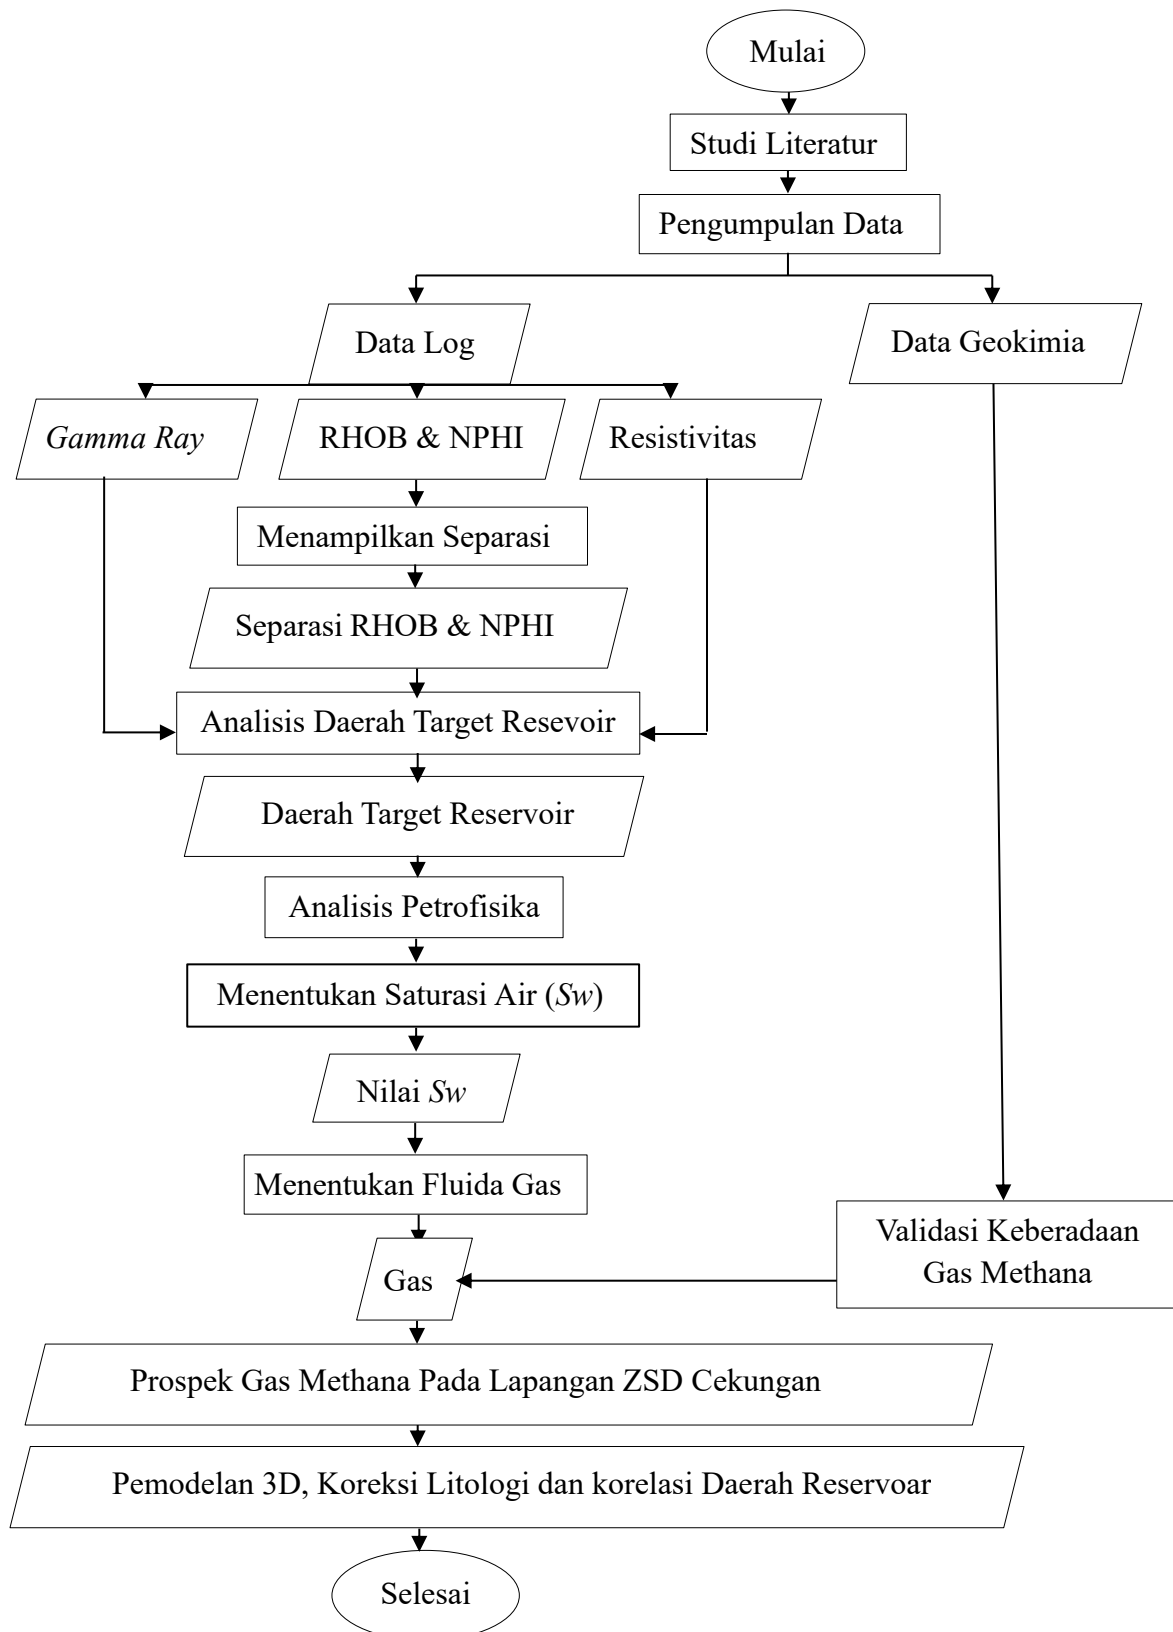 Mulai
Studi Literatur
Pengumpulan Data
Data Log
Data Geokimia
Gamma Ray
RHOB & NPHI
Resistivitas
Menampilkan Separasi
Separasi RHOB & NPHI
Analisis Daerah Target Resevoir
Daerah Target Reservoir
Analisis Petrofisika
Menentukan Saturasi Air (Sw)
Nilai Sw
Menentukan Fluida Gas
Validasi Keberadaan
Gas Methana
Gas
Prospek Gas Methana Pada Lapangan ZSD Cekungan
Pemodelan 3D, Koreksi Litologi dan korelasi Daerah Reservoar
Selesai